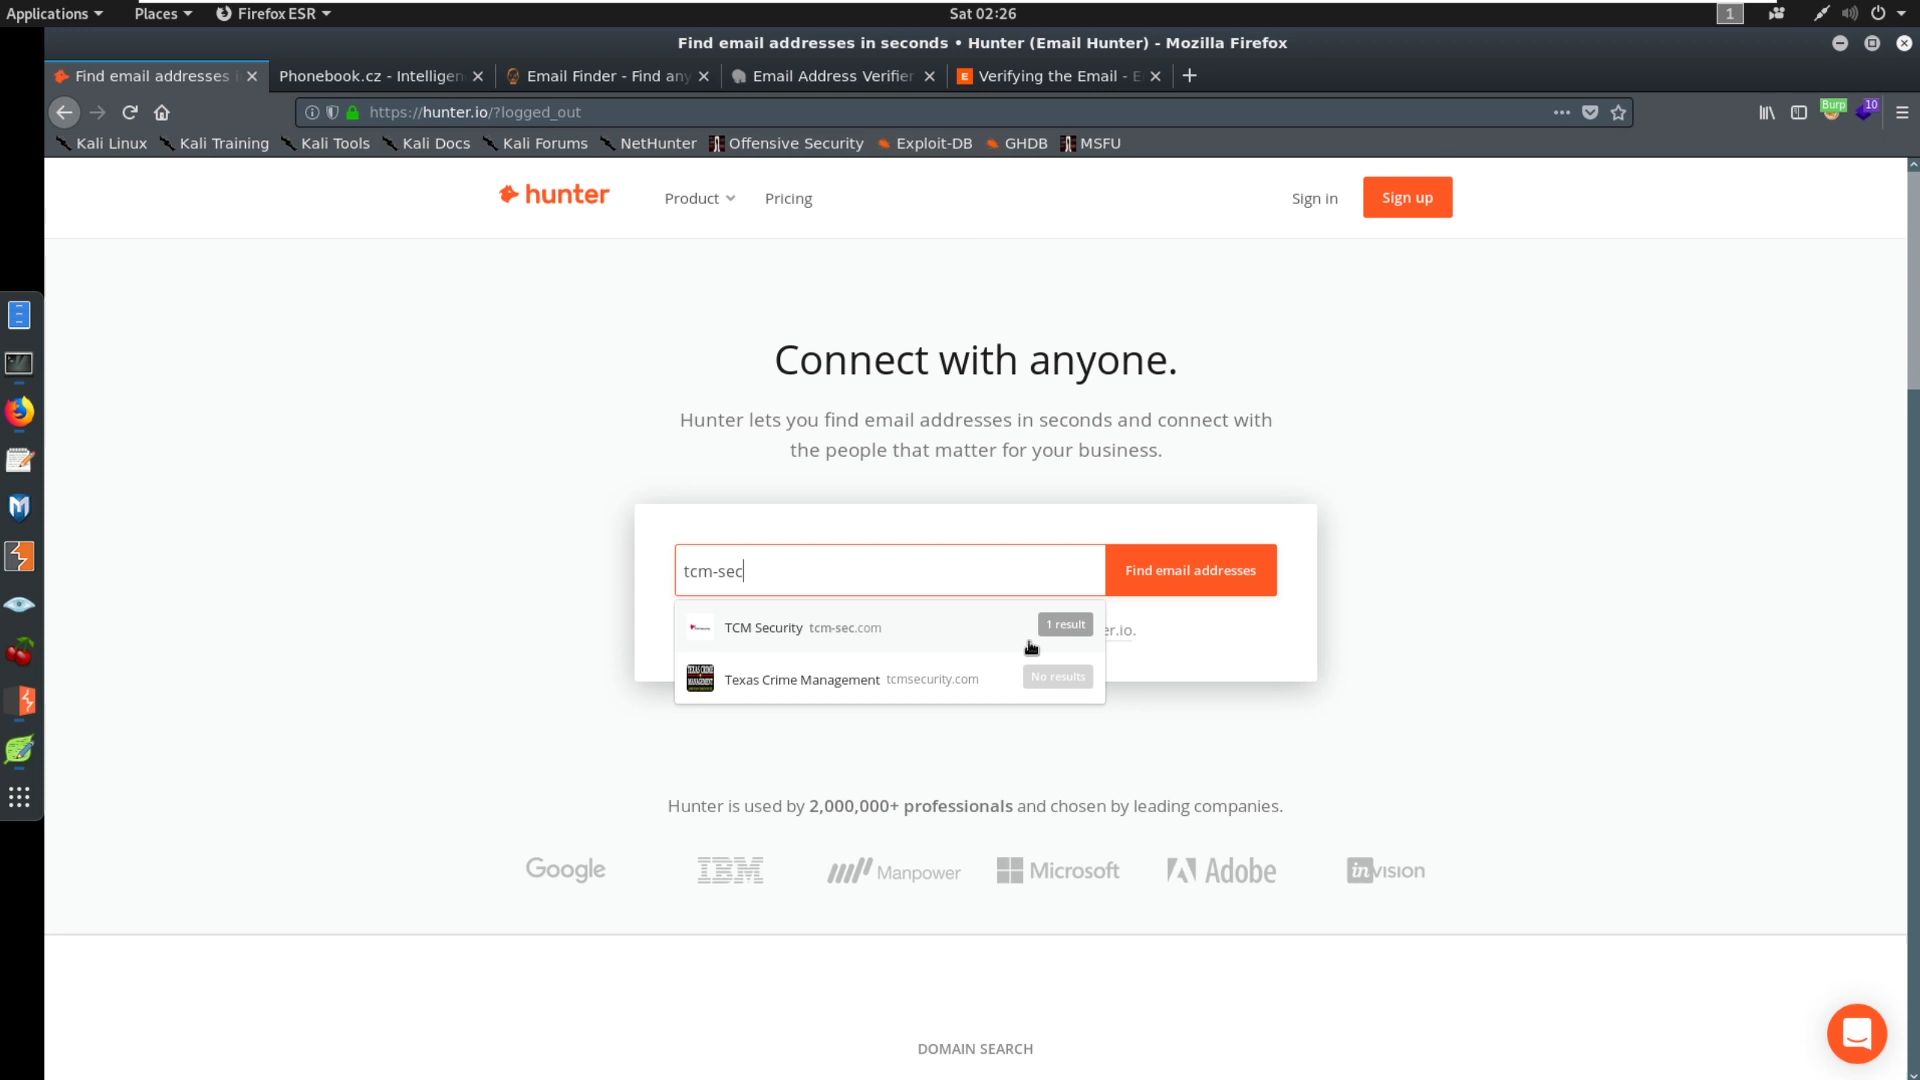 Applications Places Firefox ESR Sat 02:26 1
Find email addresses in seconds • Hunter (Email Hunter) - Mozilla Firefox
Find email addresses i Phonebook.cz - Intelligen Email Finder - Find any Email Address Verifier E Verifying the Email - E
https://hunter.io/?logged_out Burp 10
Kali Linux Kali Training Kali Tools Kali Docs Kali Forums NetHunter Offensive Security Exploit-DB GHDB MSFU
hunter Product Pricing Sign in Sign up
Connect with anyone.
Hunter lets you find email addresses in seconds and connect with
the people that matter for your business.
tcm-sec Find email addresses
TCM Security tcm-sec.com 1 result er.io.
Texas Crime Management tcmsecurity.com No results
Hunter is used by 2,000,000+ professionals and chosen by leading companies.
Google IBM Manpower Microsoft Adobe invision
DOMAIN SEARCH